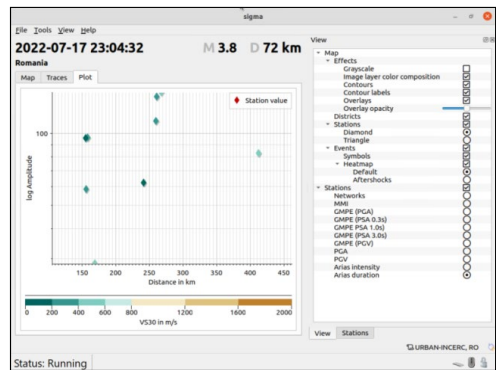 sigma
File Tools View Help
2022-07-17 23:04:32
M 3.8 D 72 km
Romania
Map Traces Plot
Station value
100
log Amplitude
150 200 250 300 350 400 450
Distance in km
0 200 400 600 800 1200 1600 2000
VS30 in m/s
View
Map
Effects
Grayscale
Image layer color composition
Contours
Contour labels
Overlays
Overlay opacity
Districts
Stations
Diamond
Triangle
Events
Symbols
Heatmap
Default
Aftershocks
Stations
Networks
MMI
GMPE (PGA)
GMPE (PSA 0.3s)
GMPE (PSA 1.0s)
GMPE (PSA 3.0s)
GMPE (PGV)
PGA
PGV
Arias intensity
Arias duration
View Stations
URBAN-INCERC, RO
Status: Running